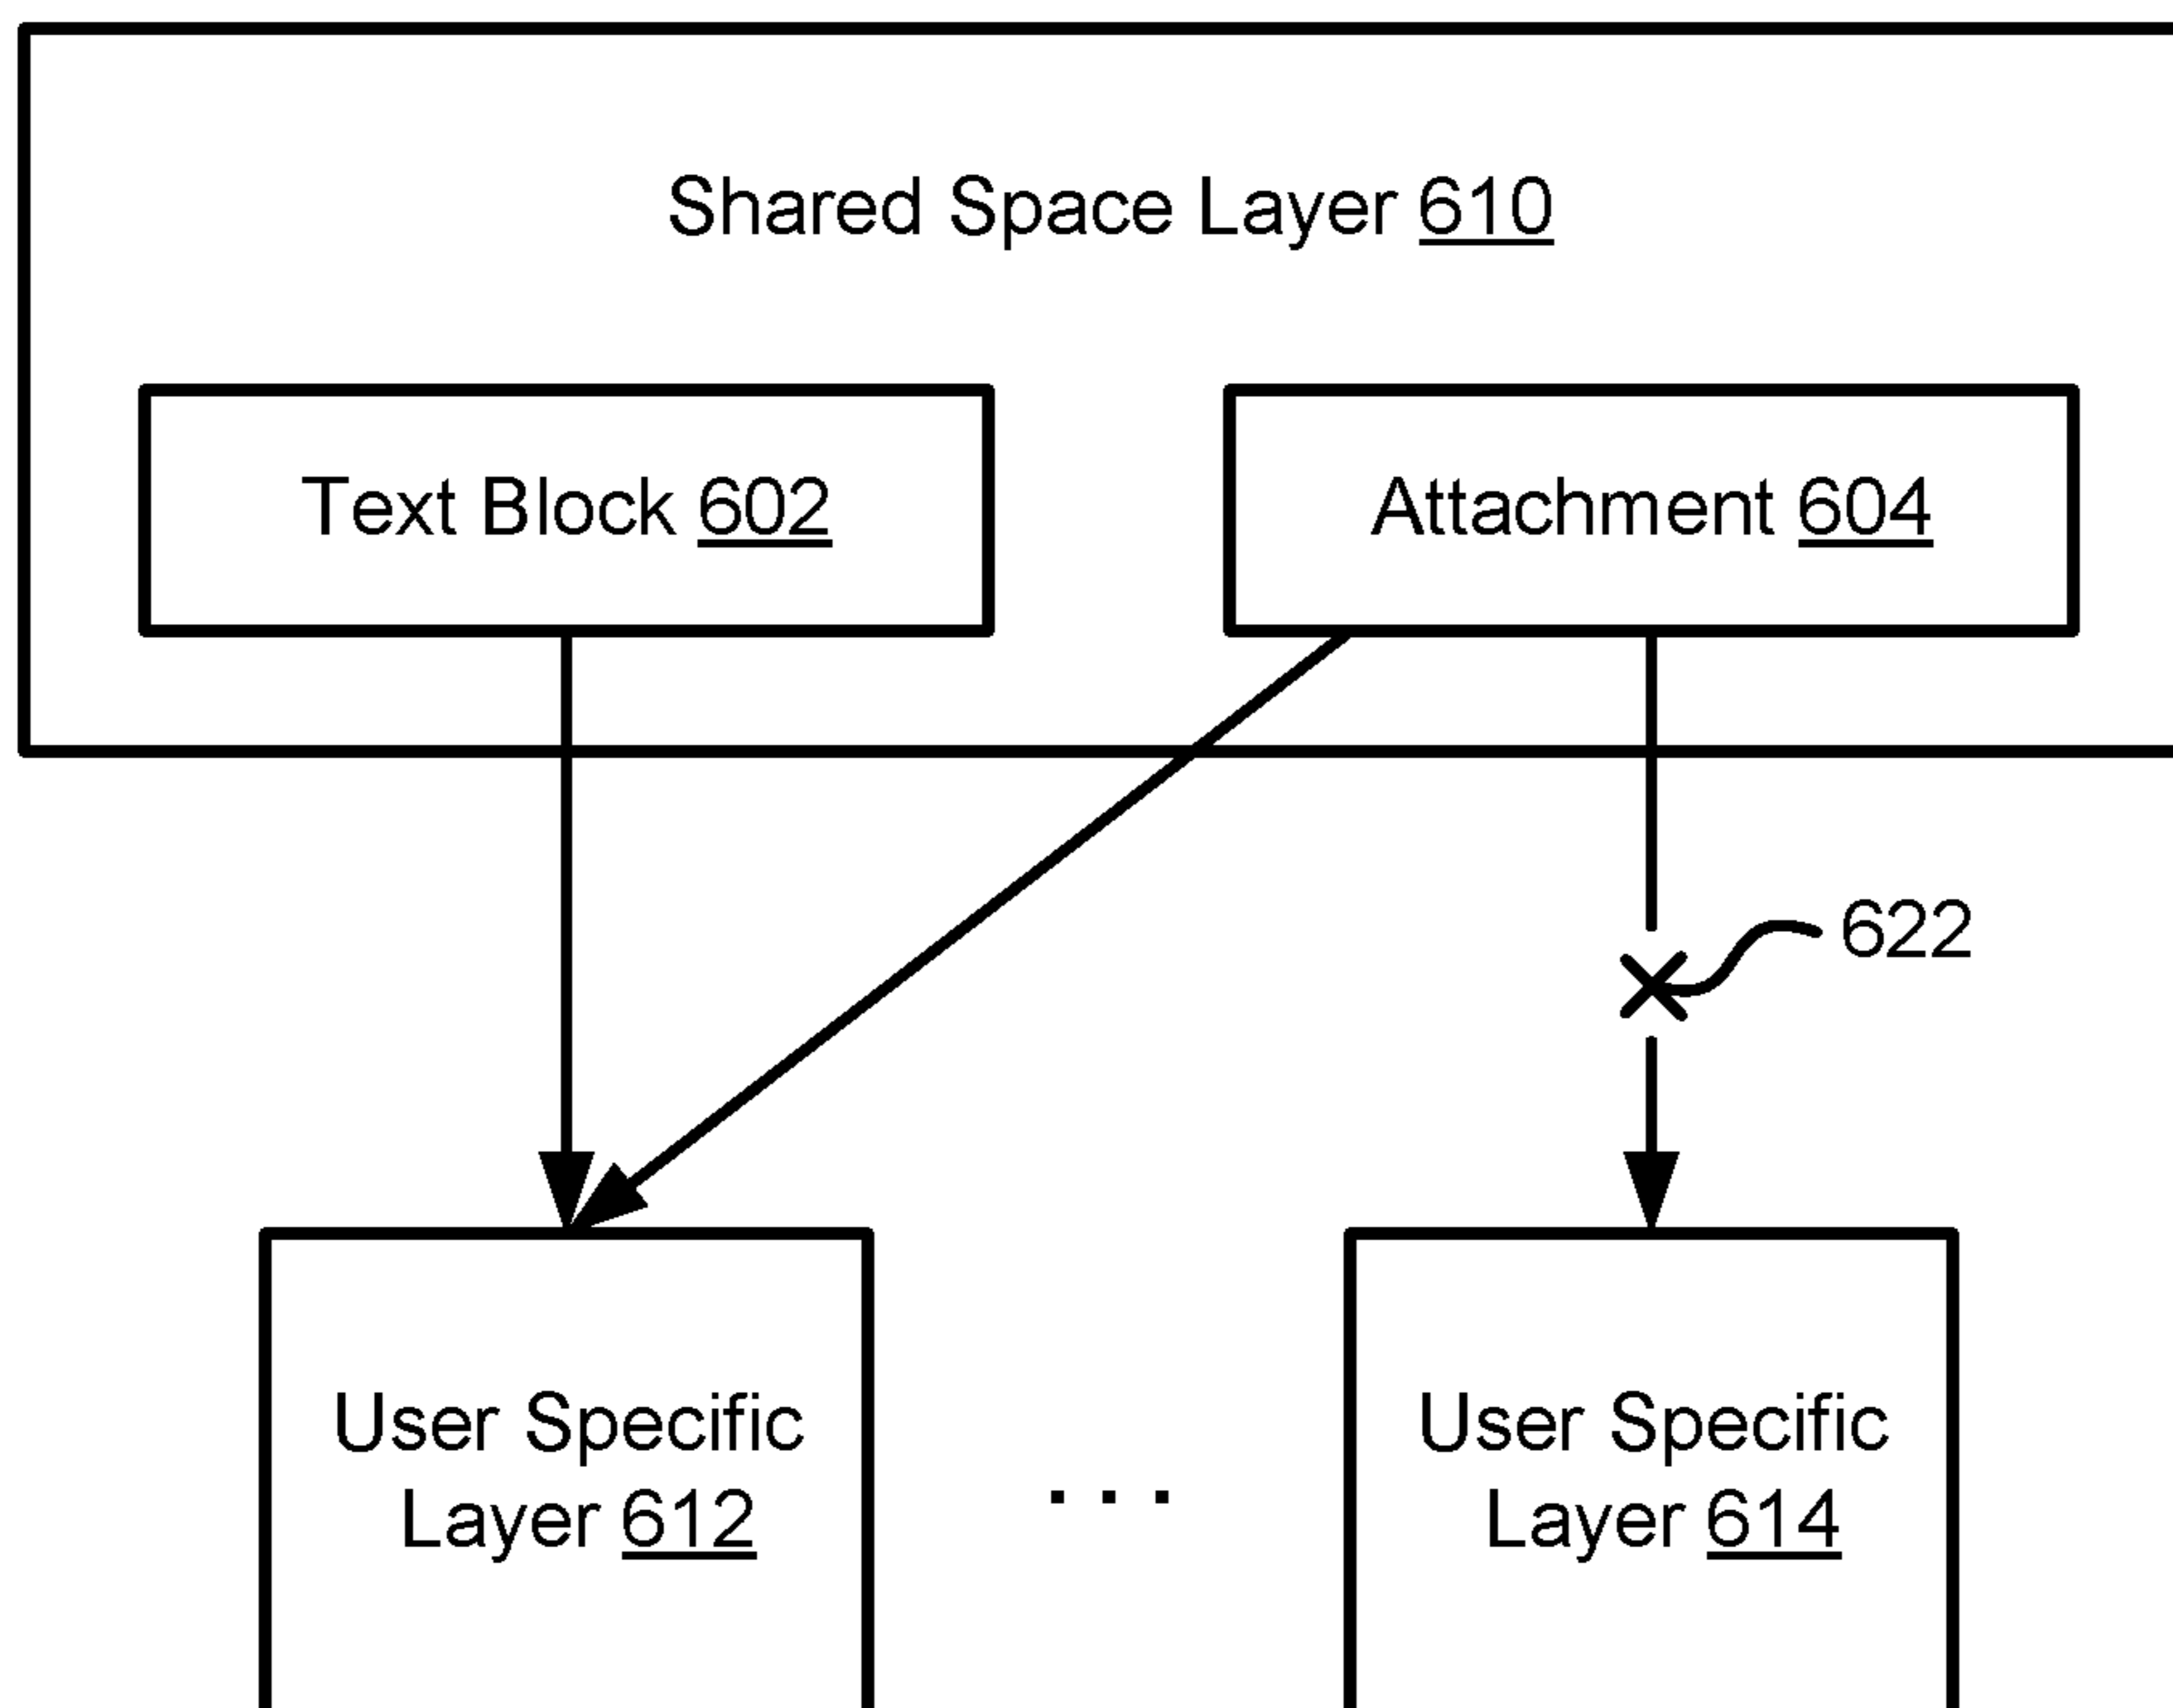 Shared Space Layer 610
Text Block 602
Attachment 604
622
User Specific
Layer 612
. . .
User Specific
Layer 614